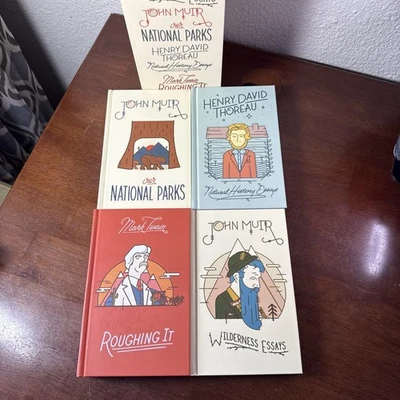 ESSAYS
JOHN MUIR
our
NATIONAL PARKS
HENRY DAVID
THOREAU
Natural History Essays
Mark Twain
ROUGHING IT
JOHN MUIR
our
NATIONAL PARKS
HENRY DAVID
THOREAU
Natural History Essays
Mark Twain
ROUGHING IT
JOHN MUIR
WILDERNESS ESSAYS